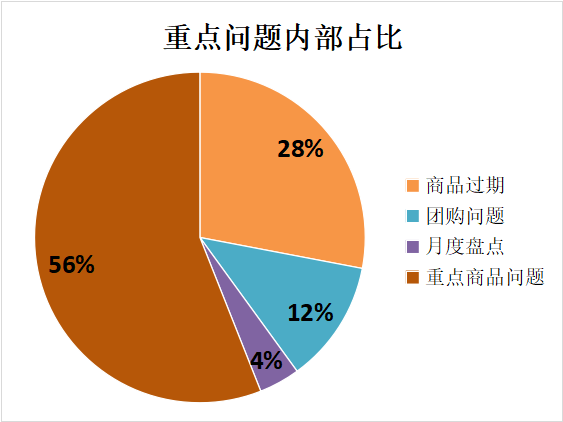 重点问题内部占比
28%
12%
4%
56%
商品过期
团购问题
月度盘点
重点商品问题